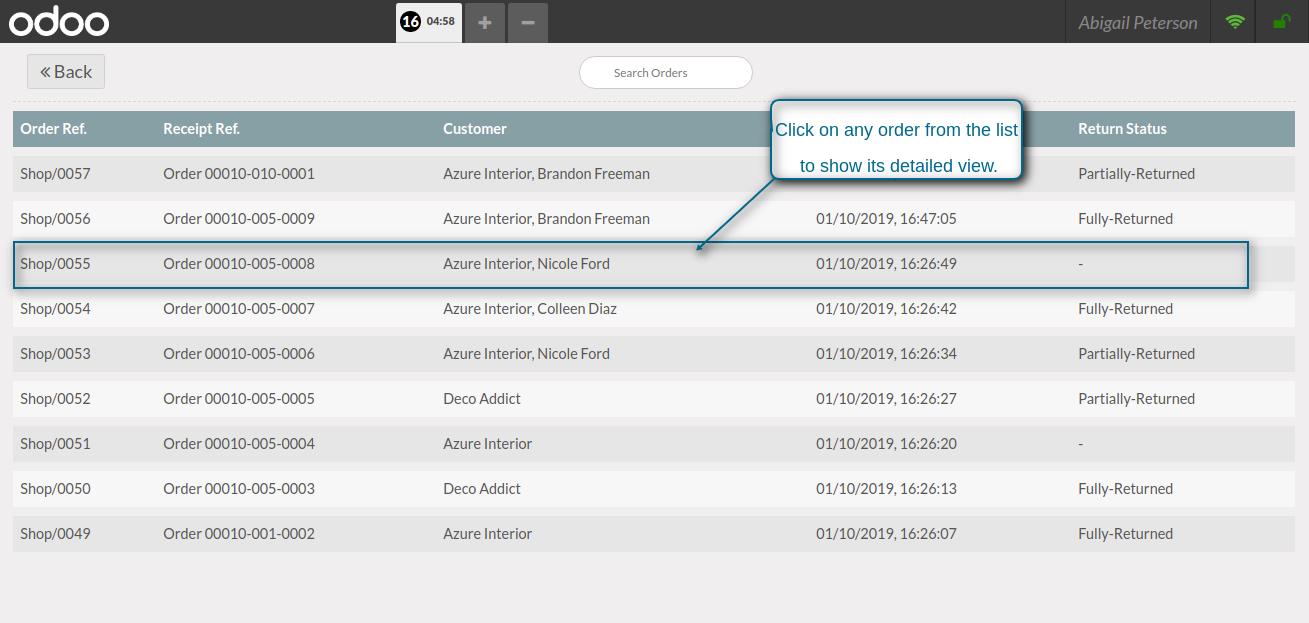 odoo 16 04:58 + − Abigail Peterson
« Back Search Orders
Order Ref. Receipt Ref. Customer Return Status
Click on any order from the list
to show its detailed view.
Shop/0057 Order 00010-010-0001 Azure Interior, Brandon Freeman Partially-Returned
Shop/0056 Order 00010-005-0009 Azure Interior, Brandon Freeman 01/10/2019, 16:47:05 Fully-Returned
Shop/0055 Order 00010-005-0008 Azure Interior, Nicole Ford 01/10/2019, 16:26:49 -
Shop/0054 Order 00010-005-0007 Azure Interior, Colleen Diaz 01/10/2019, 16:26:42 Fully-Returned
Shop/0053 Order 00010-005-0006 Azure Interior, Nicole Ford 01/10/2019, 16:26:34 Partially-Returned
Shop/0052 Order 00010-005-0005 Deco Addict 01/10/2019, 16:26:27 Partially-Returned
Shop/0051 Order 00010-005-0004 Azure Interior 01/10/2019, 16:26:20 -
Shop/0050 Order 00010-005-0003 Deco Addict 01/10/2019, 16:26:13 Fully-Returned
Shop/0049 Order 00010-001-0002 Azure Interior 01/10/2019, 16:26:07 Fully-Returned